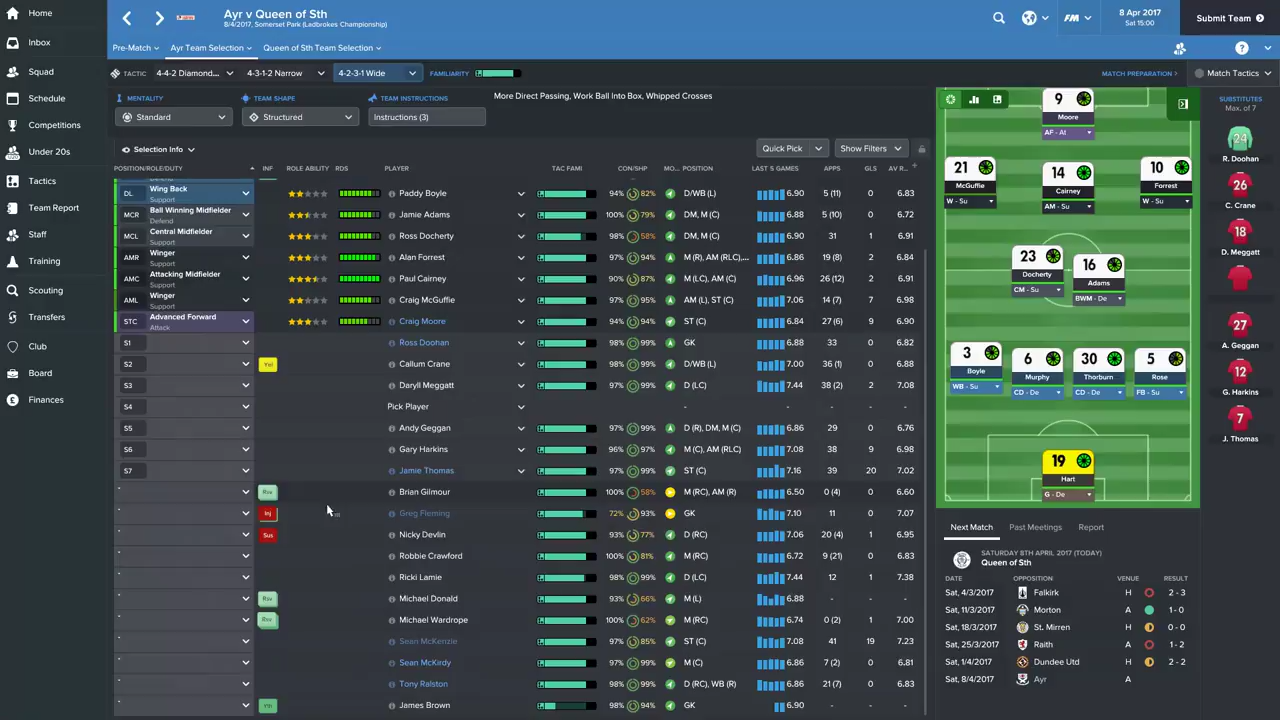 Home
Inbox
Squad
Schedule
Competitions
Under 20s
Tactics
Team Report
Staff
Training
Scouting
Transfers
Club
Board
Finances
Ayr v Queen of Sth
8/4/2017, Somerset Park (Ladbrokes Championship)
FM
8 Apr 2017
Sat 15:00
Submit Team
Pre-Match
Ayr Team Selection
Queen of Sth Team Selection
?
TACTIC 4-4-2 Diamond... 4-3-1-2 Narrow 4-2-3-1 Wide FAMILIARITY
MATCH PREPARATION >
Match Tactics
MENTALITY TEAM SHAPE TEAM INSTRUCTIONS
Standard Structured Instructions (3)
More Direct Passing, Work Ball Into Box, Whipped Crosses
Selection Info Quick Pick Show Filters
POSITION/ROLE/DUTY INF ROLE ABILITY RDS PLAYER TAC FAMI CON/SHP MO... POSITION LAST 5 GAMES APPS GLS AV R...
DL Wing Back Support Paddy Boyle 94% 82% D/WB (L) 6.90 5 (11) 0 6.83
MCR Ball Winning Midfielder Defend Jamie Adams 100% 79% DM, M (C) 6.88 5 (10) 0 6.72
MCL Central Midfielder Support Ross Docherty 98% 58% DM, M (C) 6.90 31 1 6.91
AMR Winger Support Alan Forrest 97% 94% M (R), AM (RL),... 6.86 19 (8) 2 6.84
AMC Attacking Midfielder Support Paul Cairney 90% 87% M (LC), AM (C) 6.96 26 (12) 2 6.91
AML Winger Support Craig McGuffie 97% 95% AM (L), ST (C) 7.06 14 (7) 3 6.98
STC Advanced Forward Attack Craig Moore 94% 94% ST (C) 6.84 27 (6) 9 6.90
S1 Ross Doohan 98% 99% GK 6.88 33 0 6.82
S2 Yel Callum Crane 97% 99% D/WB (L) 7.00 36 (1) 0 6.88
S3 Daryll Meggatt 97% 99% D (LC) 7.44 38 (2) 2 7.08
S4 Pick Player - - - - -
S5 Andy Geggan 97% 99% D (R), DM, M (C) 6.88 29 0 6.76
S6 Gary Harkins 96% 97% M (C), AM (RLC) 7.08 38 9 6.98
S7 Jamie Thomas 97% 99% ST (C) 7.16 39 20 7.02
- Rsv Brian Gilmour 100% 58% M (RC), AM (R) 6.50 0 (4) 0 6.60
- Inj Greg Fleming 72% 93% GK 7.10 11 0 7.07
- Sus Nicky Devlin 93% 77% D (RC) 7.06 20 (4) 1 6.95
- Robbie Crawford 100% 81% M (RC) 6.72 9 (21) 0 6.83
- Ricki Lamie 98% 99% D (LC) 7.44 12 1 7.38
- Rsv Michael Donald 93% 66% M (L) 6.88 - - -
- Rsv Michael Wardrope 100% 62% M (RC) 6.74 0 (2) 1 7.00
- Sean McKenzie 97% 85% ST (C) 7.08 41 19 7.23
- Sean McKirdy 97% 99% M (C) 6.86 7 (2) 0 6.81
- Tony Ralston 98% 99% D (RC), WB (R) 6.86 21 (7) 0 6.83
- Yth James Brown 98% 94% GK 6.90 - - -
9
Moore
AF - At
21
McGuffie
W - Su
14
Cairney
AM - Su
10
Forrest
W - Su
23
Docherty
CM - Su
16
Adams
BWM - De
3
Boyle
WB - Su
6
Murphy
CD - De
30
Thorburn
CD - De
5
Rose
FB - Su
19
Hart
G - De
SUBSTITUTES
Max. of 7
24
R. Doohan
26
C. Crane
18
D. Meggatt
27
A. Geggan
12
G. Harkins
7
J. Thomas
Next Match Past Meetings Report
SATURDAY 8TH APRIL 2017 (TODAY)
Queen of Sth
DATE OPPOSITION VENUE RESULT
Sat, 4/3/2017 Falkirk H 2 - 3
Sat, 11/3/2017 Morton A 1 - 0
Sat, 18/3/2017 St. Mirren H 0 - 0
Sat, 25/3/2017 Raith A 1 - 2
Sat, 1/4/2017 Dundee Utd H 2 - 2
Sat, 8/4/2017 Ayr A